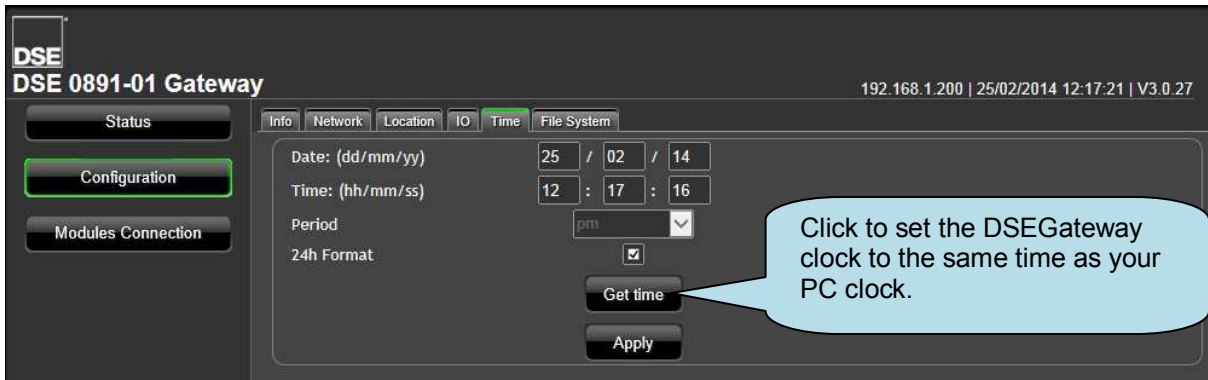 DSE
DSE 0891-01 Gateway
192.168.1.200 | 25/02/2014 12:17:21 | V3.0.27
Status
Configuration
Modules Connection
Info Network Location IO Time File System
Date: (dd/mm/yy) 25 / 02 / 14
Time: (hh/mm/ss) 12 : 17 : 16
Period pm
24h Format
Get time
Apply
Click to set the DSEGateway
clock to the same time as your
PC clock.